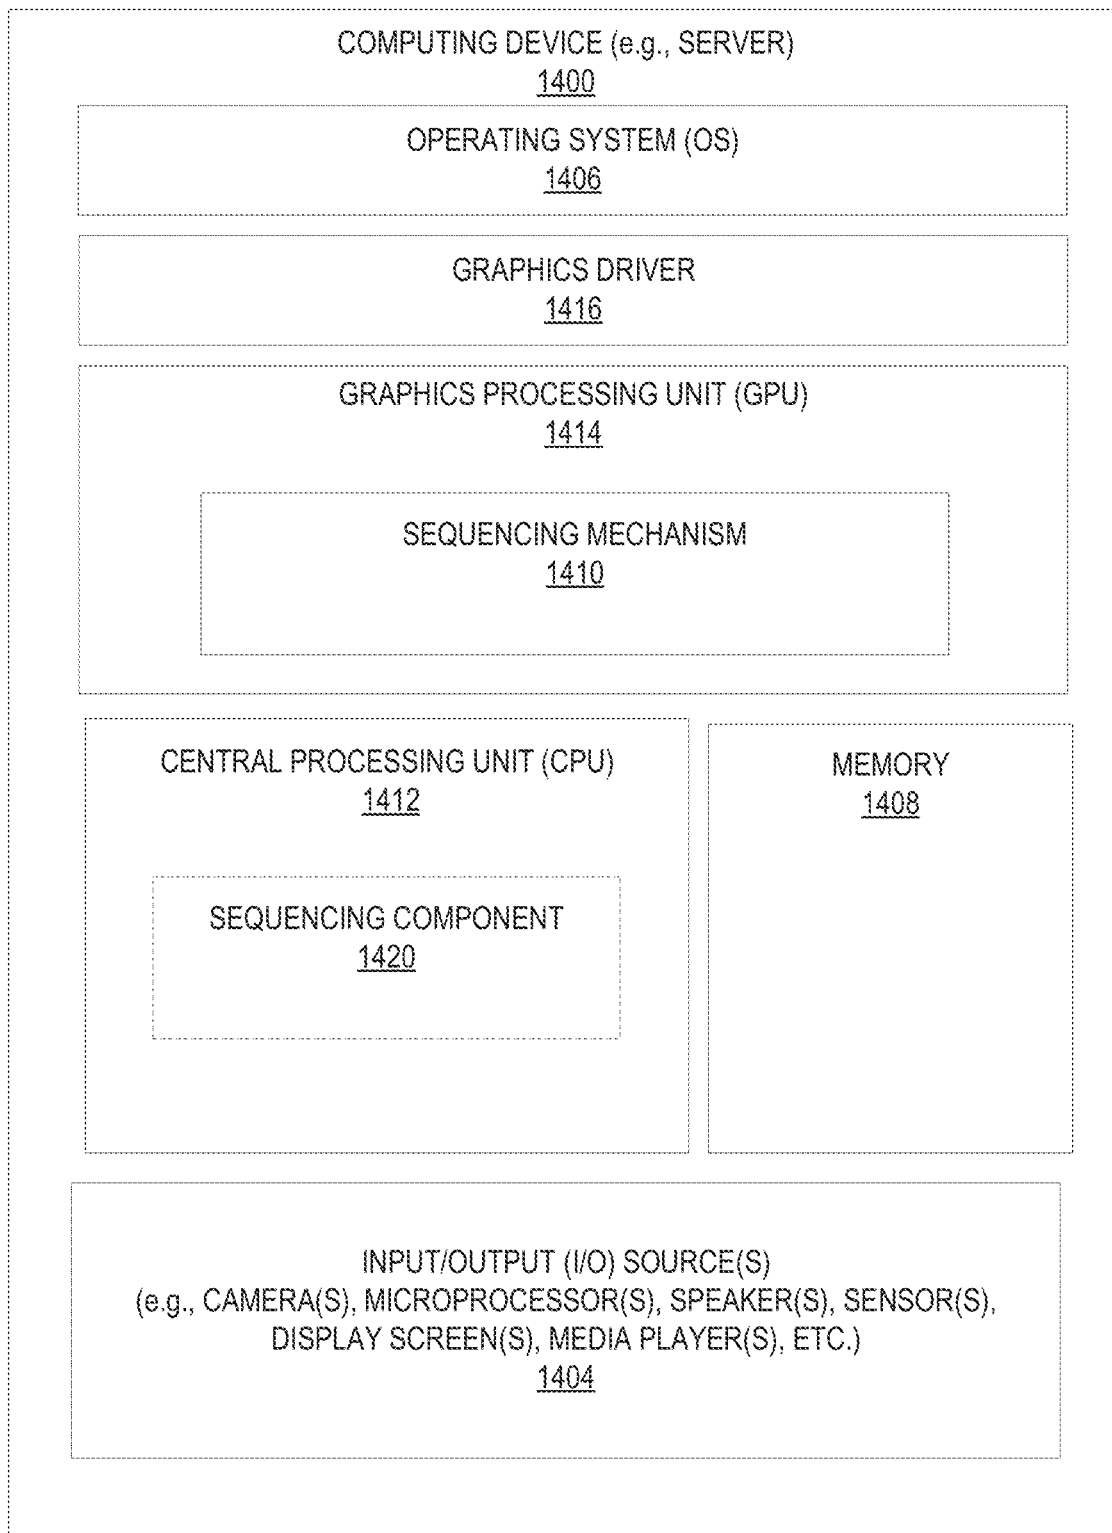 COMPUTING DEVICE (e.g., SERVER)
1400
OPERATING SYSTEM (OS)
1406
GRAPHICS DRIVER
1416
GRAPHICS PROCESSING UNIT (GPU)
1414
SEQUENCING MECHANISM
1410
CENTRAL PROCESSING UNIT (CPU)
1412
SEQUENCING COMPONENT
1420
MEMORY
1408
INPUT/OUTPUT (I/O) SOURCE(S)
(e.g., CAMERA(S), MICROPROCESSOR(S), SPEAKER(S), SENSOR(S),
DISPLAY SCREEN(S), MEDIA PLAYER(S), ETC.)
1404